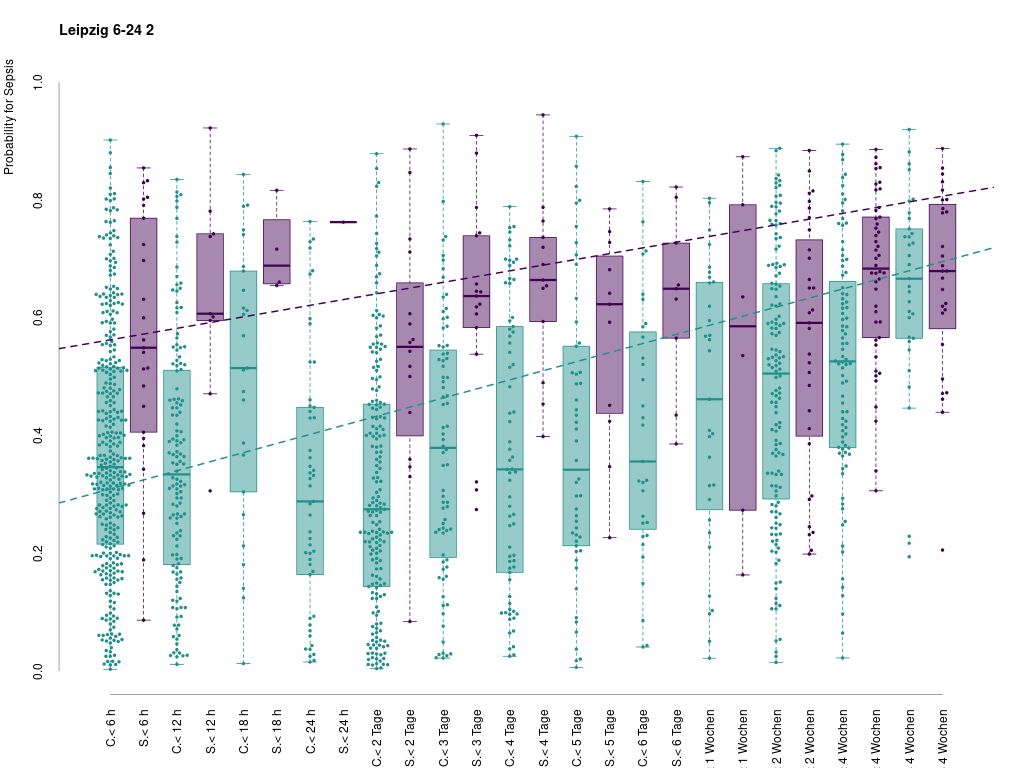 Leipzig 6-24 2
Probability for Sepsis
1.0
0.8
0.6
0.4
0.2
0.0
C.< 6 h
S.< 6 h
C.< 12 h
S.< 12 h
C.< 18 h
S.< 18 h
C.< 24 h
S.< 24 h
C.< 2 Tage
S.< 2 Tage
C.< 3 Tage
S.< 3 Tage
C.< 4 Tage
S.< 4 Tage
C.< 5 Tage
S.< 5 Tage
C.< 6 Tage
S.< 6 Tage
1 Wochen
1 Wochen
2 Wochen
2 Wochen
4 Wochen
4 Wochen
4 Wochen
4 Wochen